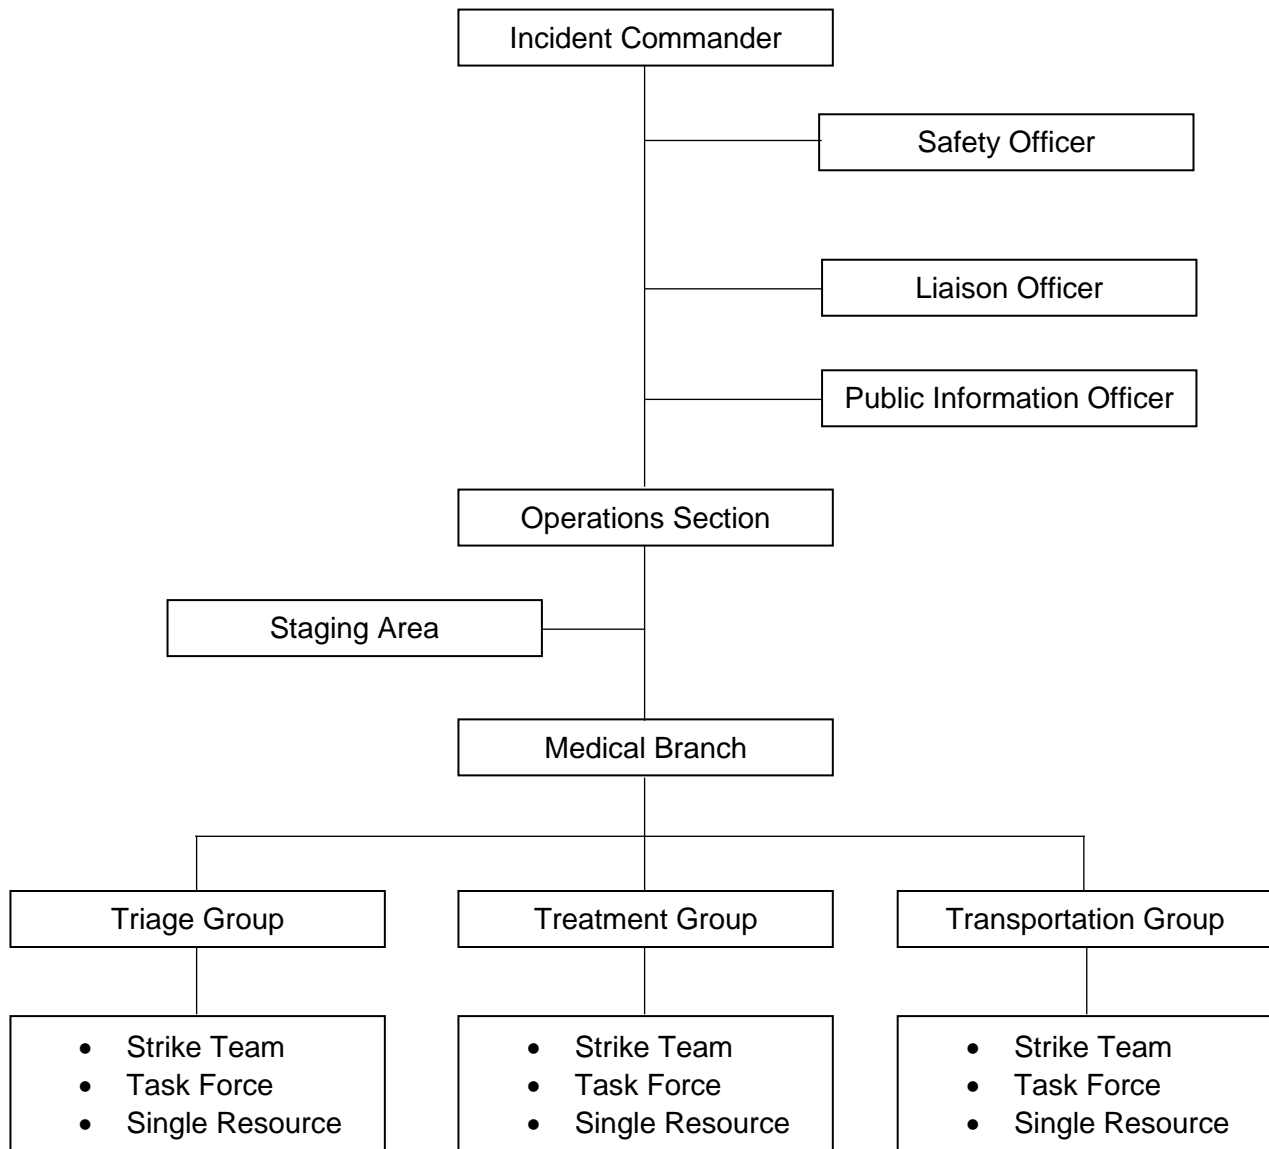 Incident Commander
Safety Officer
Liaison Officer
Public Information Officer
Operations Section
Staging Area
Medical Branch
Triage Group
Treatment Group
Transportation Group
• Strike Team
• Task Force
• Single Resource
• Strike Team
• Task Force
• Single Resource
• Strike Team
• Task Force
• Single Resource